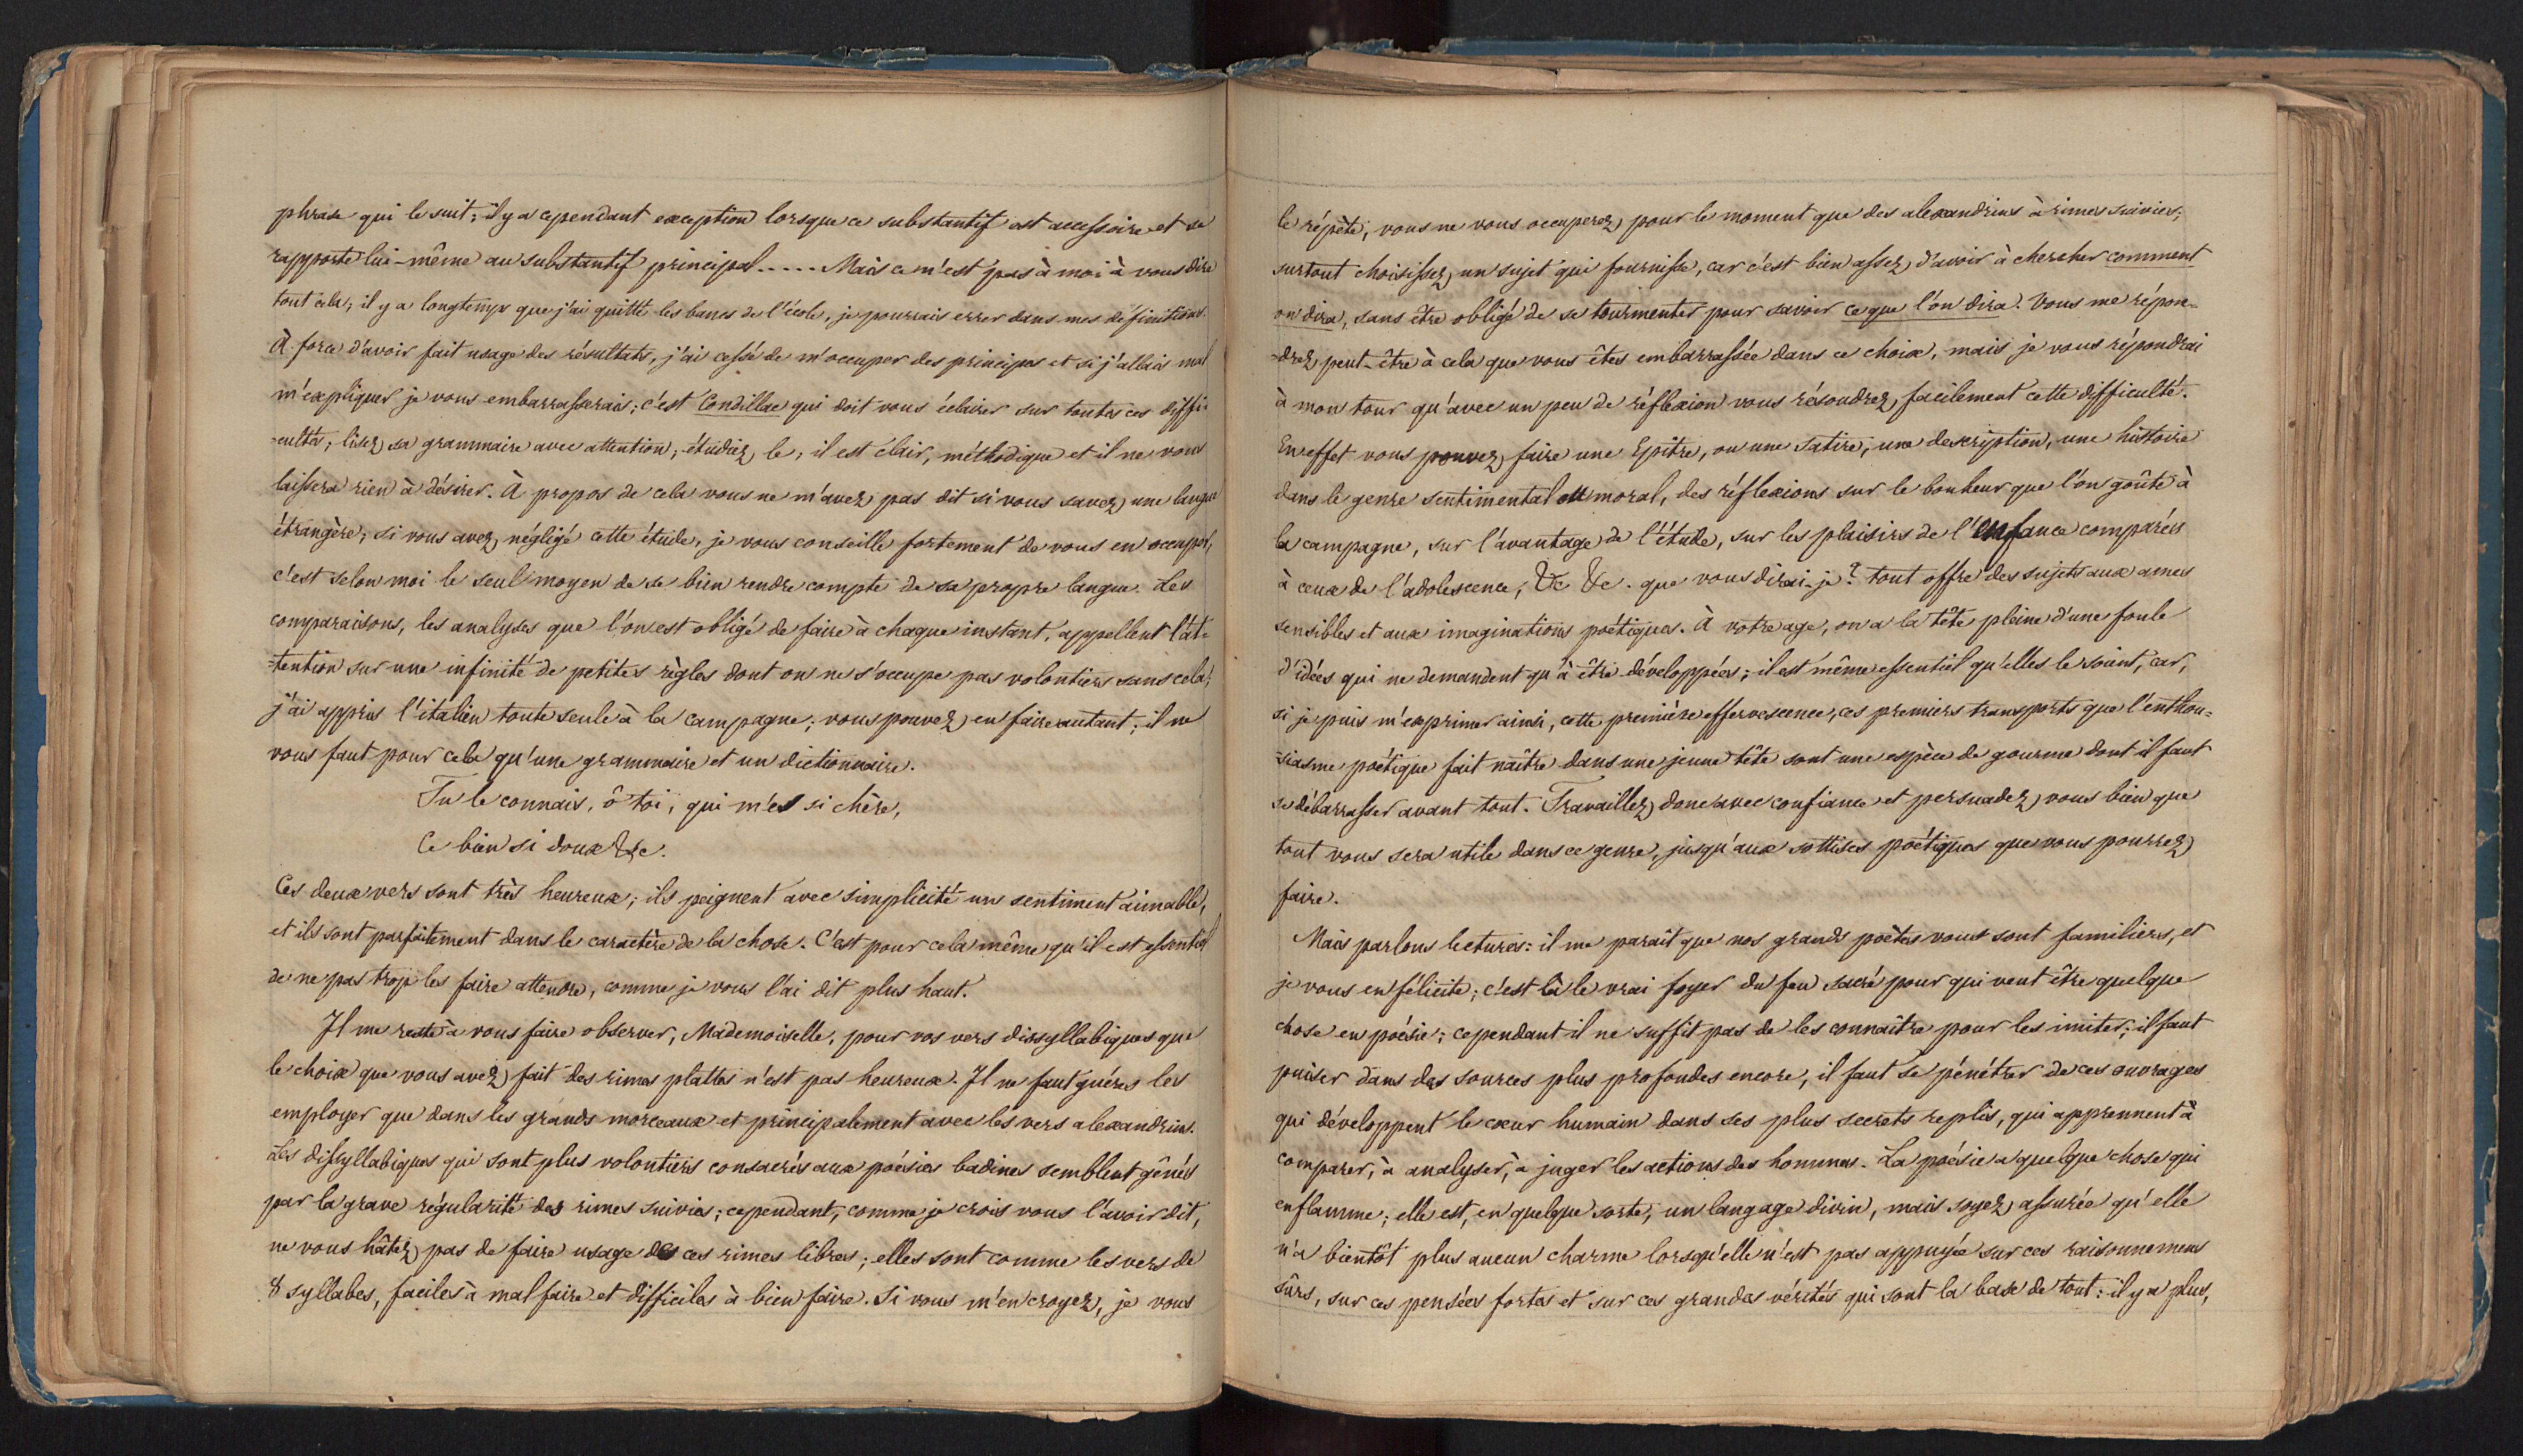 phrase qui le suit; il y a cependant exception lorsque ce substantif est accessoire et se
rapporte lui-même au substantif principal..... Mais ce n'est pas à moi à vous dire
tout cela; il y a longtemps que j'ai quitté les bancs de l'école, je pourrais errer dans mes définitions.
À force d'avoir fait usage des résultats, j'ai cessé de m'occuper des principes et si j'allais mal
m'expliquer je vous embarrasserais; c'est Condillac qui doit vous éclairer sur toutes ces diffi-
-cultés; lisez sa grammaire avec attention, étudiez le, il est clair, méthodique et il ne vous
laissera rien à désirer. À propos de cela vous ne m'avez pas dit si vous savez une langue
étrangère; si vous avez négligé cette étude, je vous conseille fortement de vous en occuper,
c'est selon moi le seul moyen de se bien rendre compte de sa propre langue. Les
comparaisons, les analyses que l'on est obligé de faire à chaque instant, appellent l'at-
-tention sur une infinité de petites règles dont on ne s'occupe pas volontiers sans cela;
j'ai appris l'italien toute seule à la campagne; vous pouvez en faire autant; il ne
vous faut pour cela qu'une grammaire et un dictionnaire.
Tu le connais, ô toi, qui m'es si chère,
Ce bien si doux &c.
Ces deux vers sont très heureux; ils peignent avec simplicité un sentiment aimable,
et ils sont parfaitement dans le caractère de la chose. C'est pour cela même qu'il est essentiel
de ne pas trop les faire attendre, comme je vous l'ai dit plus haut.
Il me reste à vous faire observer, Mademoiselle, pour vos vers dissyllabiques que
le choix que vous avez fait des rimes plattes n'est pas heureux. Il ne faut guéres les
employer que dans les grands morceaux et principalement avec les vers alexandrins.
Les dissyllabiques qui sont plus volontiers consacrés aux poésies badines semblent gênés
par la grave régularité des rimes suivies; cependant, comme je crois vous l'avoir dit,
ne vous hâtez pas de faire usage des ces rimes libres; elles sont comme les vers de
8 syllabes, faciles à mal faire et difficiles à bien faire. Si vous m'en croyez, je vous
le répète, vous ne vous occuperez pour le moment que des alexandrins à rimes suivies;
surtout choisissez un sujet qui fournisse, car c'est bien assez d'avoir à chercher comment
on dira, sans être obligé de se tourmenter pour savoir ce que l'on dira. Vous me répon-
-drez peut-être à cela que vous êtes embarrassée dans ce choix, mais je vous répondrai
à mon tour qu'avec un peu de réflexion vous résoudrez facilement cette difficulté.
En effet vous pouvez faire une Epitre, ou une Satire, une description, une histoire
dans le genre sentimental ou moral, des réflexions sur le bonheur que l'on goûte à
la campagne, sur l'avantage de l'étude, sur les plaisirs de l'enfance comparés
à ceux de l'adolescence, &c &c. que vous dirai-je? tout offre des sujets aux ames
sensibles et aux imaginations poétiques. À votre age, on a la tête pleine d'une foule
d'idées qui ne demandent qu'à être développées; il est même essentiel qu'elles le soient, car,
si je puis m'exprimer ainsi, cette première effervescence, ces premiers transports que l'enthou-
-siasme poétique fait naître dans une jeune tête sont une espèce de gourme dont il faut
se débarrasser avant tout. Travaillez donc avec confiance et persuadez vous bien que
tout vous sera utile dans ce genre, jusqu'aux sottises poétiques que vous pourrez
faire.
Mais parlons lectures: il me parait que nos grands poètes vous sont familiers, et
je vous en félicite; c'est là le vrai foyer du feu sacré pour qui veut être quelque
chose en poésie; cependant il ne suffit pas de les connaître pour les imiter; il faut
puiser dans des sources plus profondes encore, il faut se pénétrer de ces ouvrages
qui développent le cœur humain dans ses plus secrets replis, qui apprennent à
comparer, à analyser, à juger les actions des hommes. La poésie a quelque chose qui
enflamme; elle est, en quelque sorte, un langage divin, mais soyez assurée qu'elle
n'a bientôt plus aucun charme lorsqu'elle n'est pas appuyée sur ces raisonnemens
sûrs, sur ces pensées fortes et sur ces grandes vérités qui sont la base de tout: il y a plus,